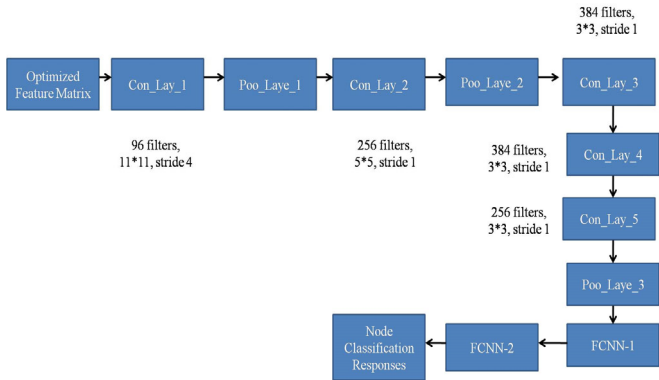 384 filters,
3*3, stride 1
Optimized
Feature Matrix
Con_Lay_1
Poo_Laye_1
Con_Lay_2
Poo_Laye_2
Con_Lay_3
96 filters,
11*11, stride 4
256 filters,
5*5, stride 1
384 filters,
3*3, stride 1
Con_Lay_4
256 filters,
3*3, stride 1
Con_Lay_5
Poo_Laye_3
Node
Classification
Responses
FCNN-2
FCNN-1